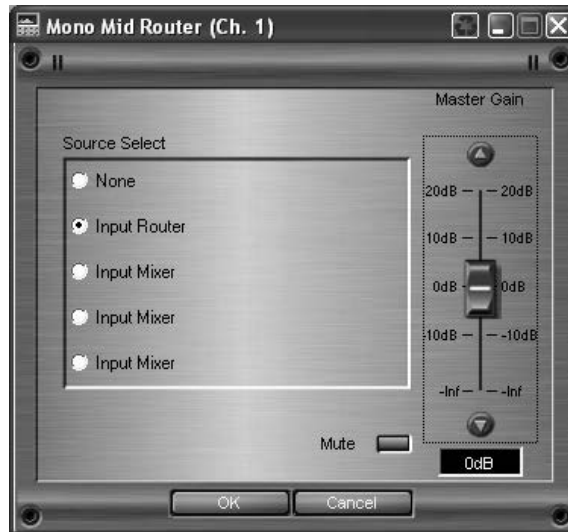 Mono Mid Router (Ch. 1)
Master Gain
Source Select
None
Input Router
Input Mixer
Input Mixer
Input Mixer
20dB 20dB
10dB 10dB
0dB 0dB
-10dB -10dB
-Inf -Inf
Mute
0dB
OK Cancel